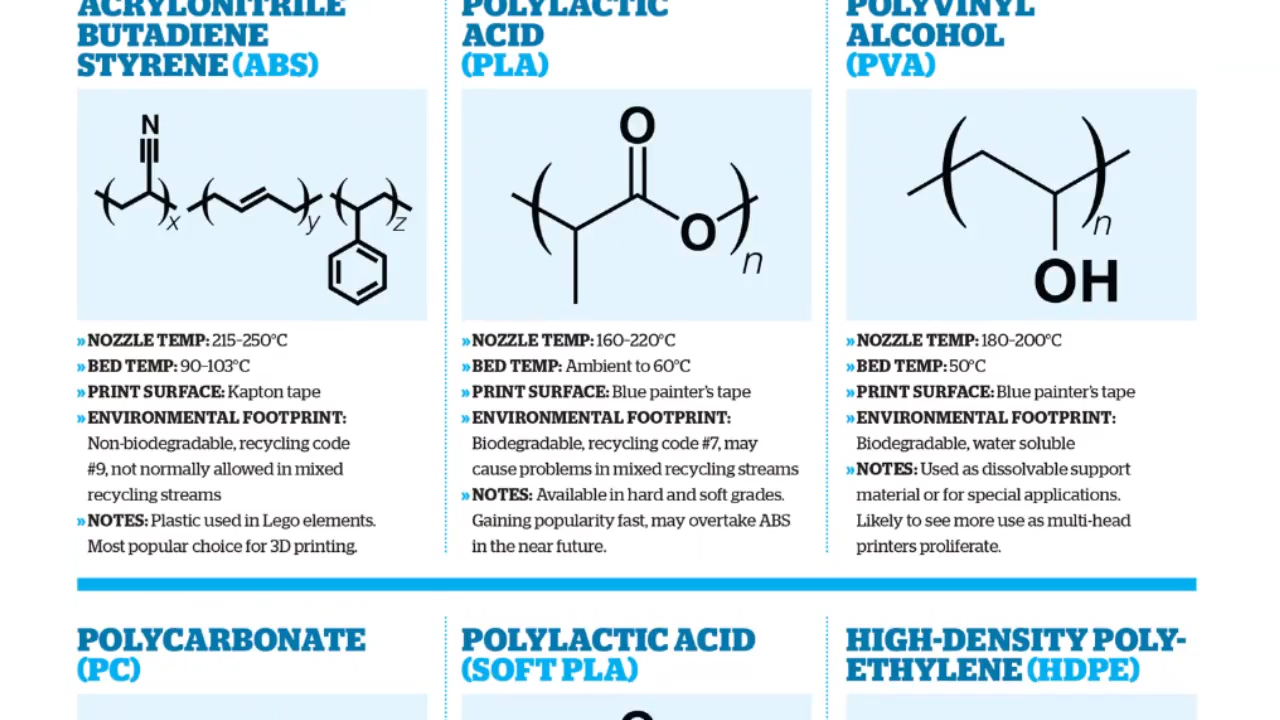 ACRYLONITRILE
BUTADIENE
STYRENE (ABS)
N
x
y
z
» NOZZLE TEMP: 215–250°C
» BED TEMP: 90–103°C
» PRINT SURFACE: Kapton tape
» ENVIRONMENTAL FOOTPRINT:
Non-biodegradable, recycling code
#9, not normally allowed in mixed
recycling streams
» NOTES: Plastic used in Lego elements.
Most popular choice for 3D printing.
POLYLACTIC
ACID
(PLA)
O
O
n
» NOZZLE TEMP: 160–220°C
» BED TEMP: Ambient to 60°C
» PRINT SURFACE: Blue painter's tape
» ENVIRONMENTAL FOOTPRINT:
Biodegradable, recycling code #7, may
cause problems in mixed recycling streams
» NOTES: Available in hard and soft grades.
Gaining popularity fast, may overtake ABS
in the near future.
POLYVINYL
ALCOHOL
(PVA)
n
OH
» NOZZLE TEMP: 180–200°C
» BED TEMP: 50°C
» PRINT SURFACE: Blue painter's tape
» ENVIRONMENTAL FOOTPRINT:
Biodegradable, water soluble
» NOTES: Used as dissolvable support
material or for special applications.
Likely to see more use as multi-head
printers proliferate.
POLYCARBONATE
(PC)
POLYLACTIC ACID
(SOFT PLA)
O
HIGH-DENSITY POLY-
ETHYLENE (HDPE)